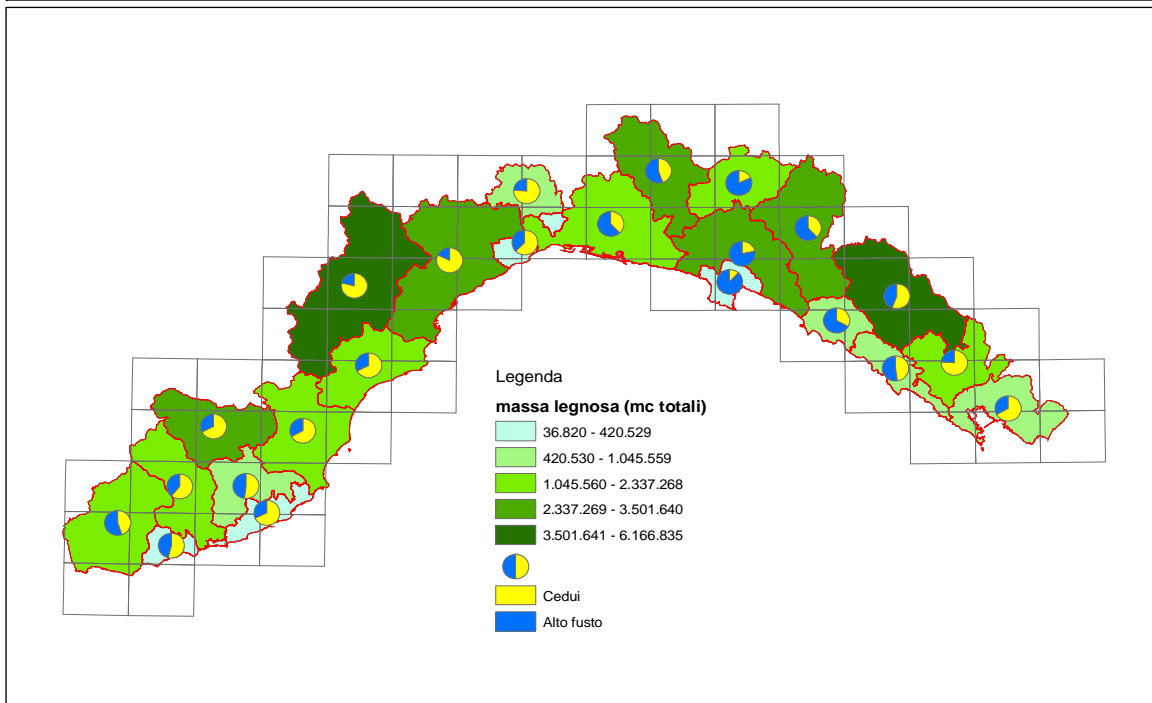 Legenda
massa legnosa (mc totali)
36.820 - 420.529
420.530 - 1.045.559
1.045.560 - 2.337.268
2.337.269 - 3.501.640
3.501.641 - 6.166.835
Cedui
Alto fusto